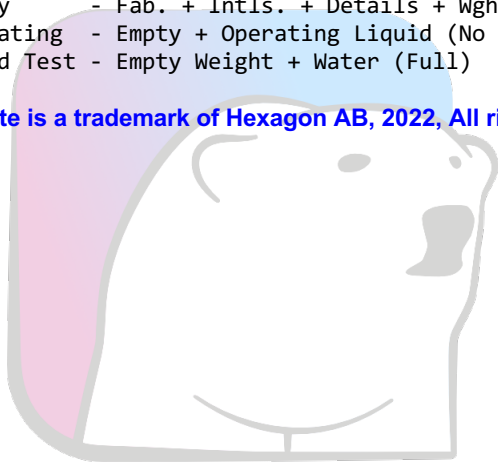 - Fab. + Intls. + Details + Wgh
ating - Empty + Operating Liquid (No
d Test - Empty Weight + Water (Full)
te is a trademark of Hexagon AB, 2022, All ri